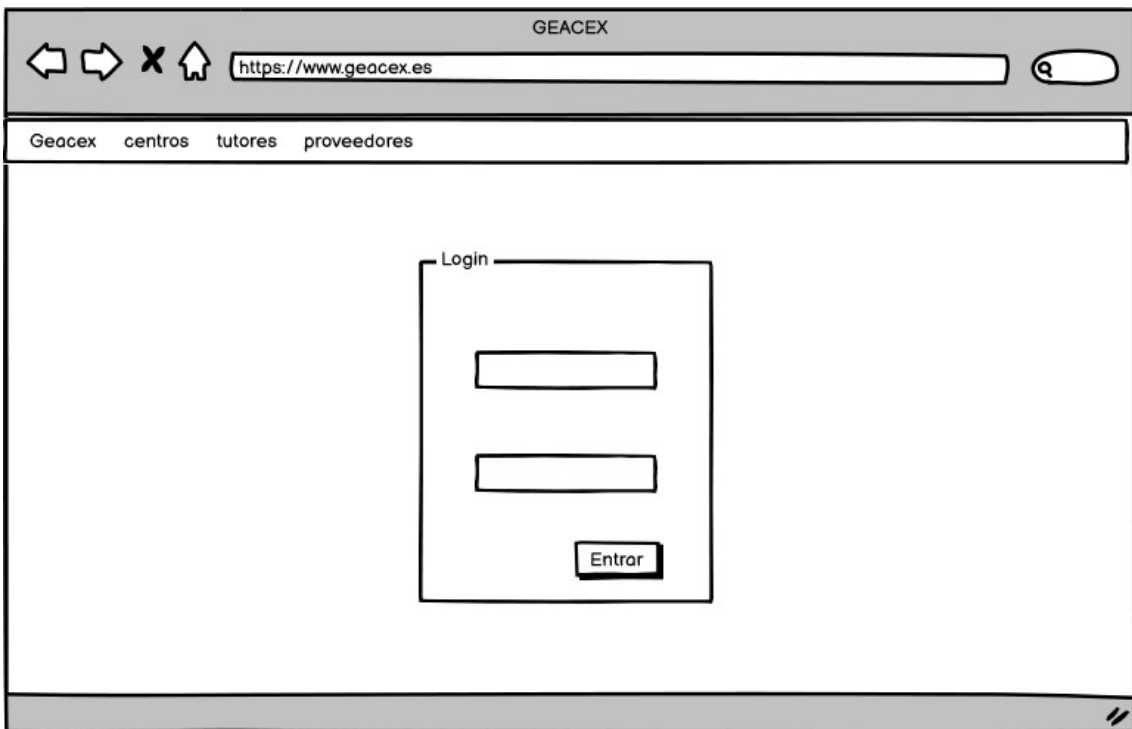 GEACEX
https://www.geacex.es
Geacex centros tutores proveedores
Login
Entrar